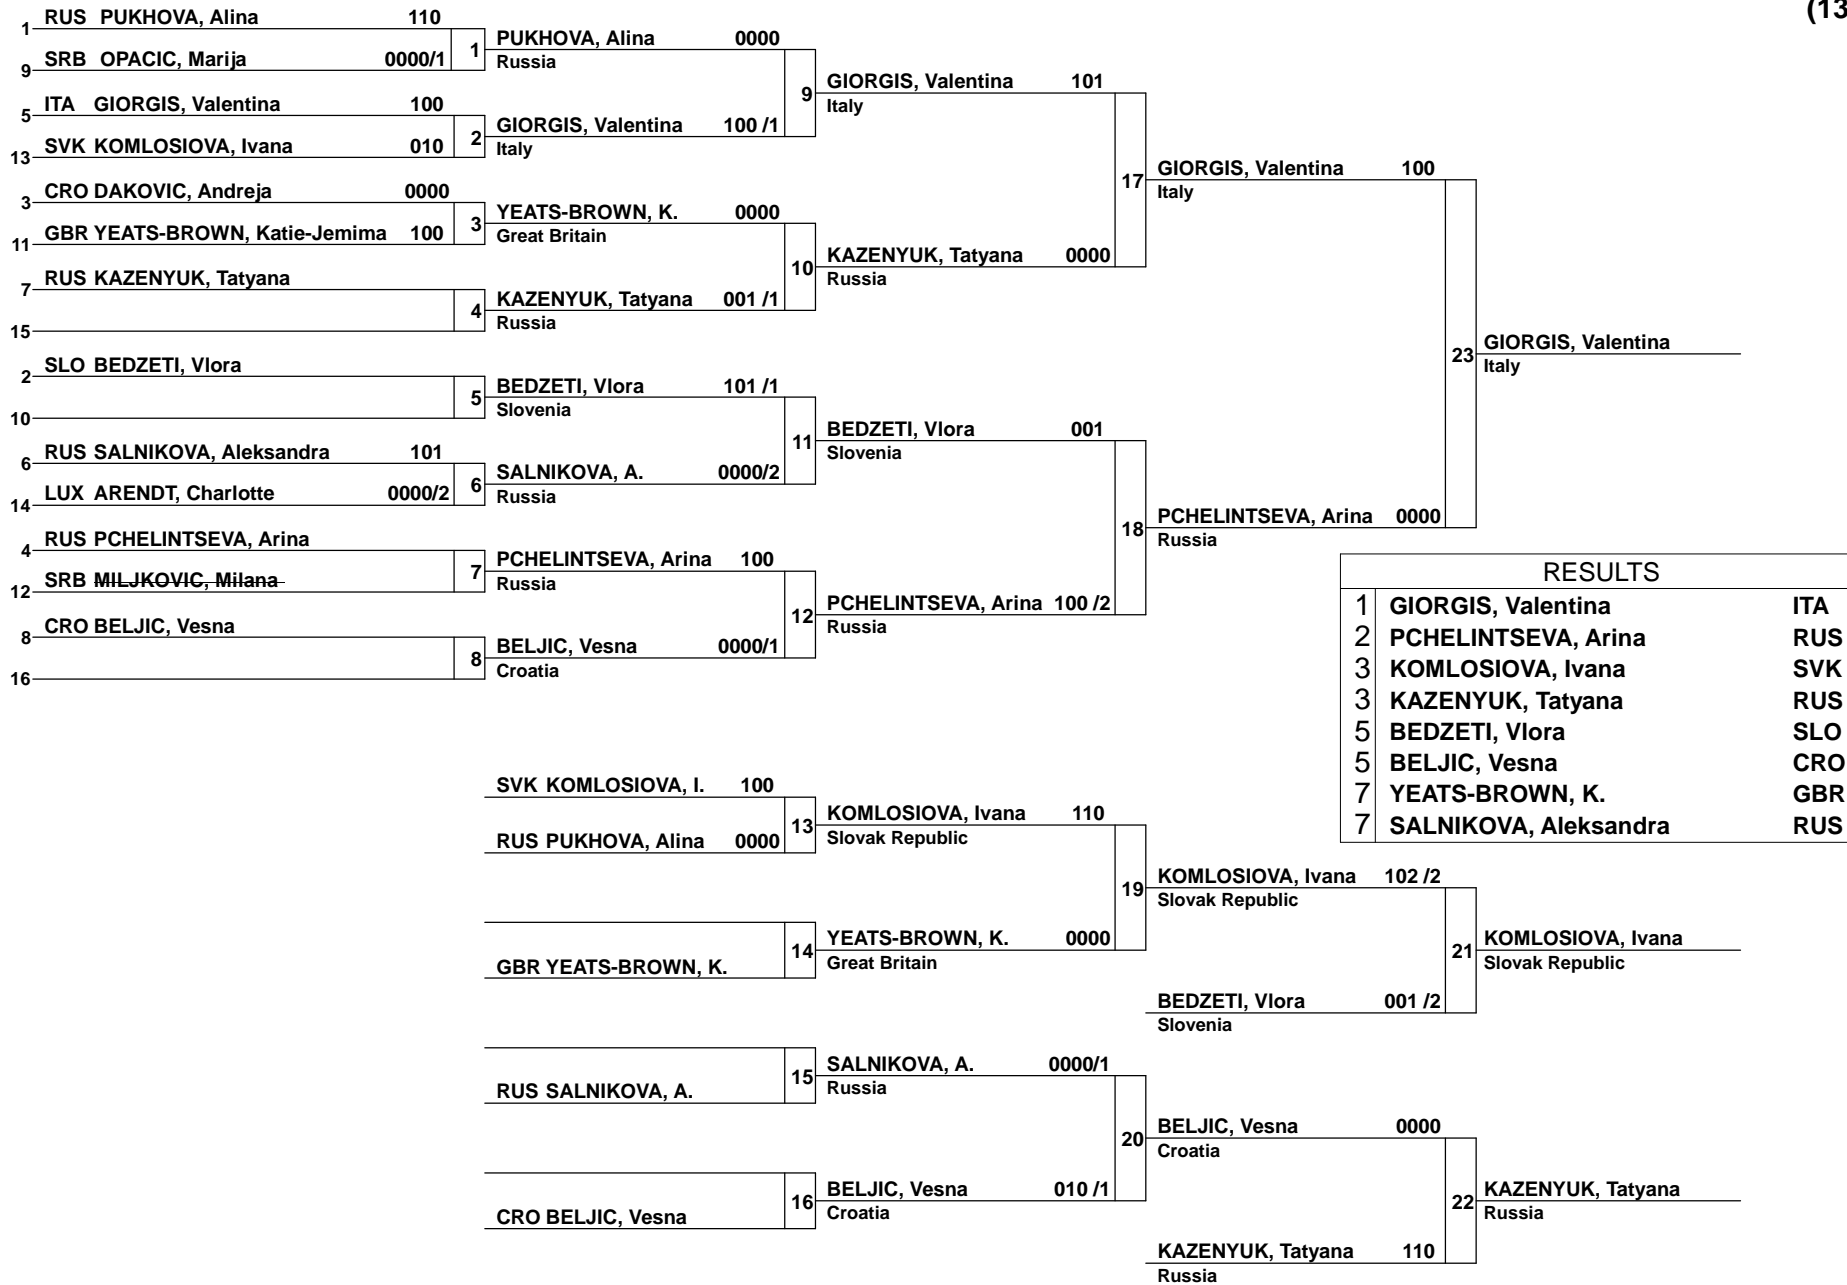 (13
1 RUS PUKHOVA, Alina 110
9 SRB OPACIC, Marija 0000/1
1
5 ITA GIORGIS, Valentina 100
13 SVK KOMLOSIOVA, Ivana 010
2
3 CRO DAKOVIC, Andreja 0000
11 GBR YEATS-BROWN, Katie-Jemima 100
3
7 RUS KAZENYUK, Tatyana
15
4
2 SLO BEDZETI, Vlora
10
5
6 RUS SALNIKOVA, Aleksandra 101
14 LUX ARENDT, Charlotte 0000/2
6
4 RUS PCHELINTSEVA, Arina
12 SRB MILJKOVIC, Milana
7
8 CRO BELJIC, Vesna
16
8
PUKHOVA, Alina 0000
Russia
9
GIORGIS, Valentina 100 /1
Italy
YEATS-BROWN, K. 0000
Great Britain
10
KAZENYUK, Tatyana 001 /1
Russia
BEDZETI, Vlora 101 /1
Slovenia
11
SALNIKOVA, A. 0000/2
Russia
PCHELINTSEVA, Arina 100
Russia
12
BELJIC, Vesna 0000/1
Croatia
GIORGIS, Valentina 101
Italy
17
KAZENYUK, Tatyana 0000
Russia
BEDZETI, Vlora 001
Slovenia
18
PCHELINTSEVA, Arina 100 /2
Russia
GIORGIS, Valentina 100
Italy
23
PCHELINTSEVA, Arina 0000
Russia
GIORGIS, Valentina
Italy
RESULTS
1 GIORGIS, Valentina ITA
2 PCHELINTSEVA, Arina RUS
3 KOMLOSIOVA, Ivana SVK
3 KAZENYUK, Tatyana RUS
5 BEDZETI, Vlora SLO
5 BELJIC, Vesna CRO
7 YEATS-BROWN, K. GBR
7 SALNIKOVA, Aleksandra RUS
SVK KOMLOSIOVA, I. 100
13
RUS PUKHOVA, Alina 0000
14
GBR YEATS-BROWN, K.
15
RUS SALNIKOVA, A.
16
CRO BELJIC, Vesna
KOMLOSIOVA, Ivana 110
Slovak Republic
19
YEATS-BROWN, K. 0000
Great Britain
SALNIKOVA, A. 0000/1
Russia
20
BELJIC, Vesna 010 /1
Croatia
KOMLOSIOVA, Ivana 102 /2
Slovak Republic
21
BEDZETI, Vlora 001 /2
Slovenia
BELJIC, Vesna 0000
Croatia
22
KAZENYUK, Tatyana 110
Russia
KOMLOSIOVA, Ivana
Slovak Republic
KAZENYUK, Tatyana
Russia